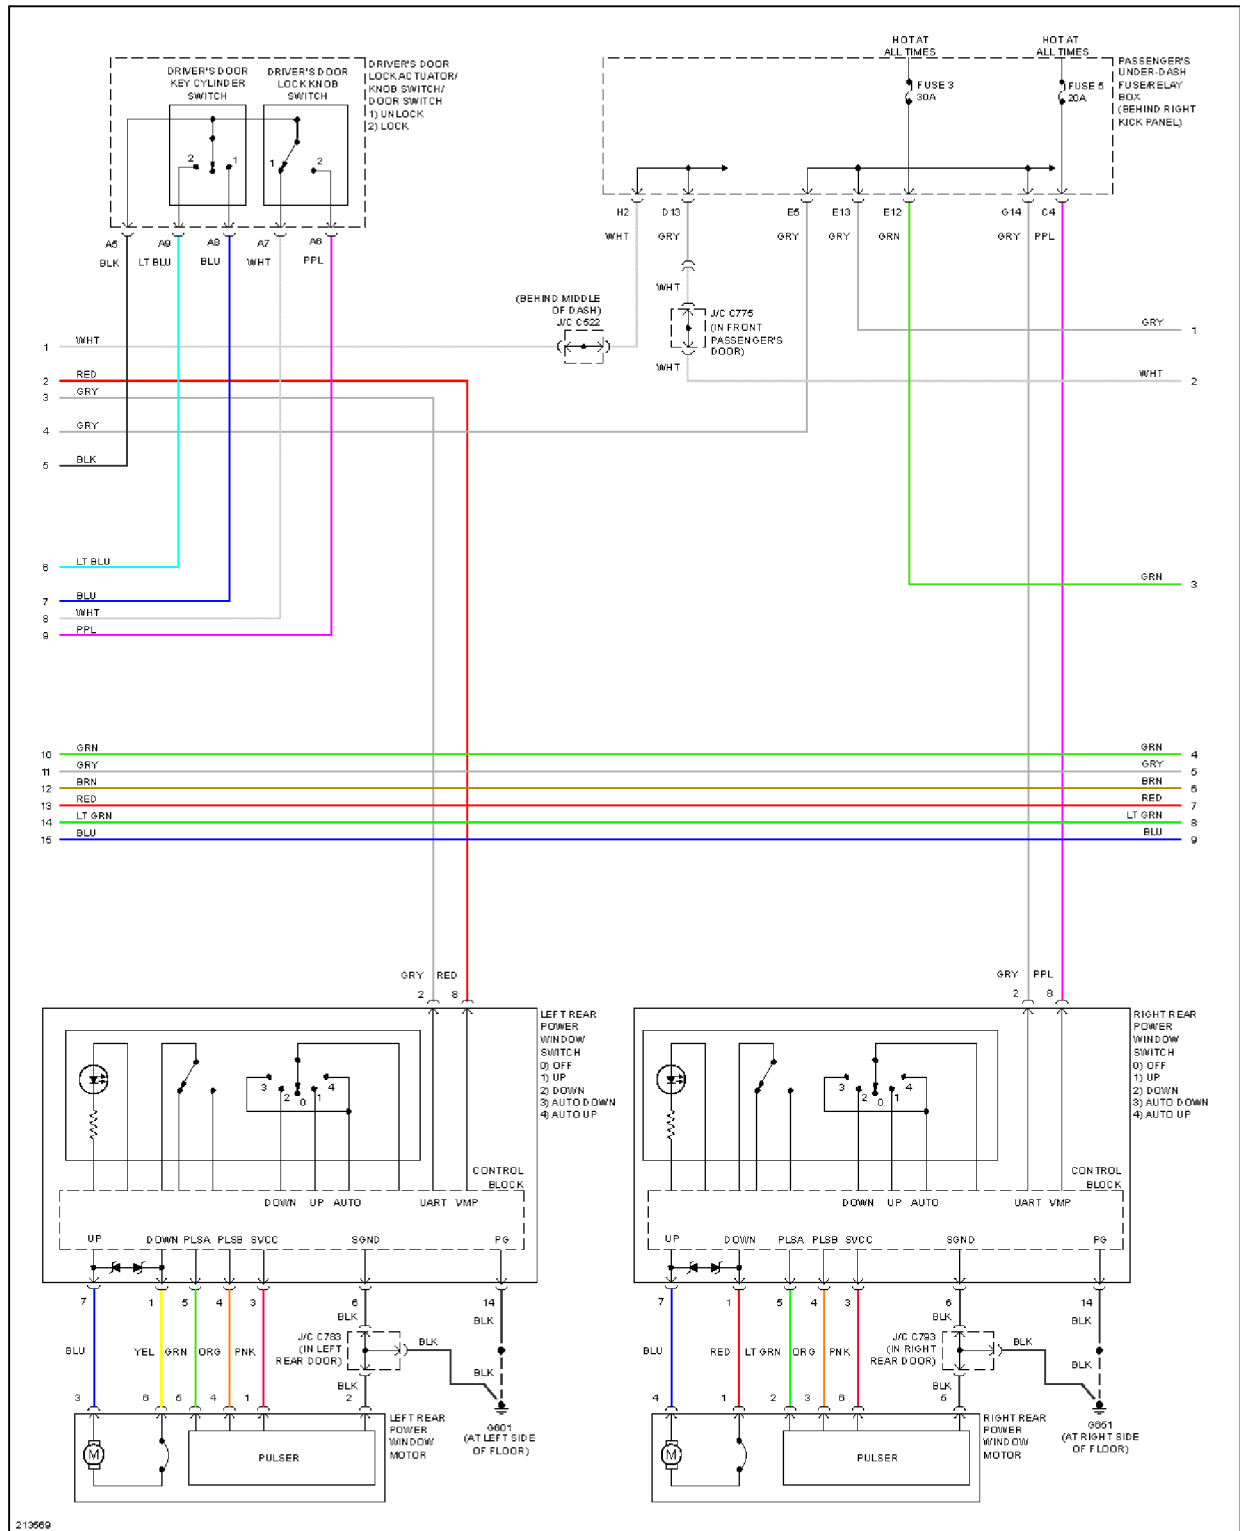 HOT AT
ALL TIMES
HOT AT
ALL TIMES
DRIVER'S DOOR
KEY CYLINDER
SWITCH
DRIVER'S DOOR
LOCK KNOB
SWITCH
DRIVER'S DOOR
LOCK ACTUATOR/
KNOB SWITCH/
DOOR SWITCH
1) UNLOCK
2) LOCK
FUSE 3
30A
FUSE 5
20A
PASSENGER'S
UNDER-DASH
FUSE/RELAY
BOX
(BEHIND RIGHT
KICK PANEL)
2 1 1 2
A5 A9 A8 A7 A6
BLK LT BLU BLU WHT PPL
H2 D13 E5 E13 E12 G14 C4
WHT GRY GRY GRY GRN GRY PPL
WHT
(BEHIND MIDDLE
OF DASH)
J/C C522
J/C C775
(IN FRONT
PASSENGER'S
DOOR)
WHT
1 WHT
2 RED
3 GRY
4 GRY
5 BLK
6 LT BLU
7 BLU
8 WHT
9 PPL
GRY 1
WHT 2
GRN 3
10 GRN GRN 4
11 GRY GRY 5
12 BRN BRN 6
13 RED RED 7
14 LT GRN LT GRN 8
15 BLU BLU 9
GRY RED
2 8
GRY PPL
2 8
LEFT REAR
POWER
WINDOW
SWITCH
0) OFF
1) UP
2) DOWN
3) AUTO DOWN
4) AUTO UP
3 2 0 1 4
CONTROL
BLOCK
DOWN UP AUTO UART VMP
UP DOWN PLSA PLSB SVCC SGND PG
7 1 5 4 3 6 14
BLK BLK
BLU YEL GRN ORG PNK
J/C C783
(IN LEFT
REAR DOOR)
BLK
BLK
BLK
3 6 5 4 1 2
M
PULSER
LEFT REAR
POWER
WINDOW
MOTOR
G601
(AT LEFT SIDE
OF FLOOR)
RIGHT REAR
POWER
WINDOW
SWITCH
0) OFF
1) UP
2) DOWN
3) AUTO DOWN
4) AUTO UP
3 2 0 1 4
CONTROL
BLOCK
DOWN UP AUTO UART VMP
UP DOWN PLSA PLSB SVCC SGND PG
7 1 5 4 3 6 14
BLK BLK
BLU RED LT GRN ORG PNK
J/C C793
(IN RIGHT
REAR DOOR)
BLK
BLK
BLK
4 1 2 3 6 5
M
PULSER
RIGHT REAR
POWER
WINDOW
MOTOR
G651
(AT RIGHT SIDE
OF FLOOR)
213569